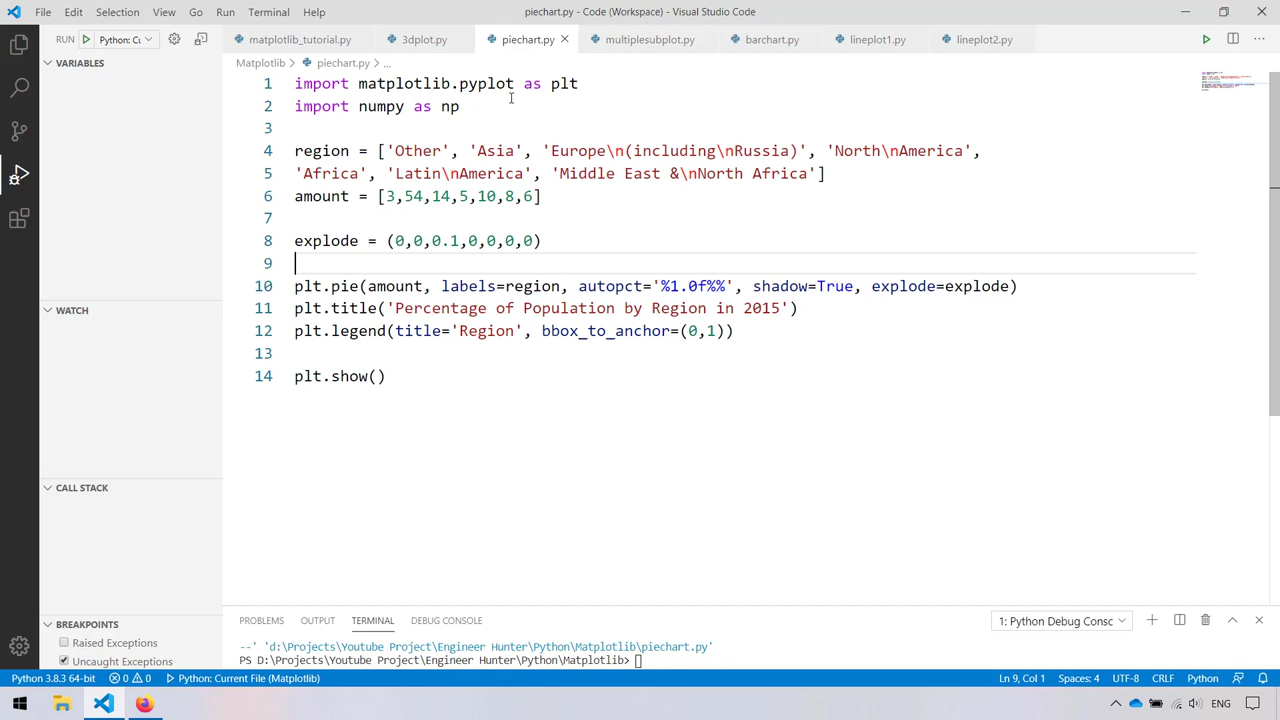 File Edit Selection View Go Run Terminal Help piechart.py - Code (Workspace) - Visual Studio Code
RUN Python: Cu
matplotlib_tutorial.py 3dplot.py piechart.py multiplesubplot.py barchart.py lineplot1.py lineplot2.py
VARIABLES
Matplotlib > piechart.py > ...
1 import matplotlib.pyplot as plt
2 import numpy as np
3
4 region = ['Other', 'Asia', 'Europe\n(including\nRussia)', 'North\nAmerica',
5 'Africa', 'Latin\nAmerica', 'Middle East &\nNorth Africa']
6 amount = [3,54,14,5,10,8,6]
7
8 explode = (0,0,0.1,0,0,0,0)
9
10 plt.pie(amount, labels=region, autopct='%1.0f%%', shadow=True, explode=explode)
11 plt.title('Percentage of Population by Region in 2015')
12 plt.legend(title='Region', bbox_to_anchor=(0,1))
13
14 plt.show()
WATCH
CALL STACK
BREAKPOINTS
Raised Exceptions
Uncaught Exceptions
PROBLEMS OUTPUT TERMINAL DEBUG CONSOLE 1: Python Debug Consc
--' 'd:\Projects\Youtube Project\Engineer Hunter\Python\Matplotlib\piechart.py'
PS D:\Projects\Youtube Project\Engineer Hunter\Python\Matplotlib>
Python 3.8.3 64-bit 0 0 Python: Current File (Matplotlib) Ln 9, Col 1 Spaces: 4 UTF-8 CRLF Python
ENG